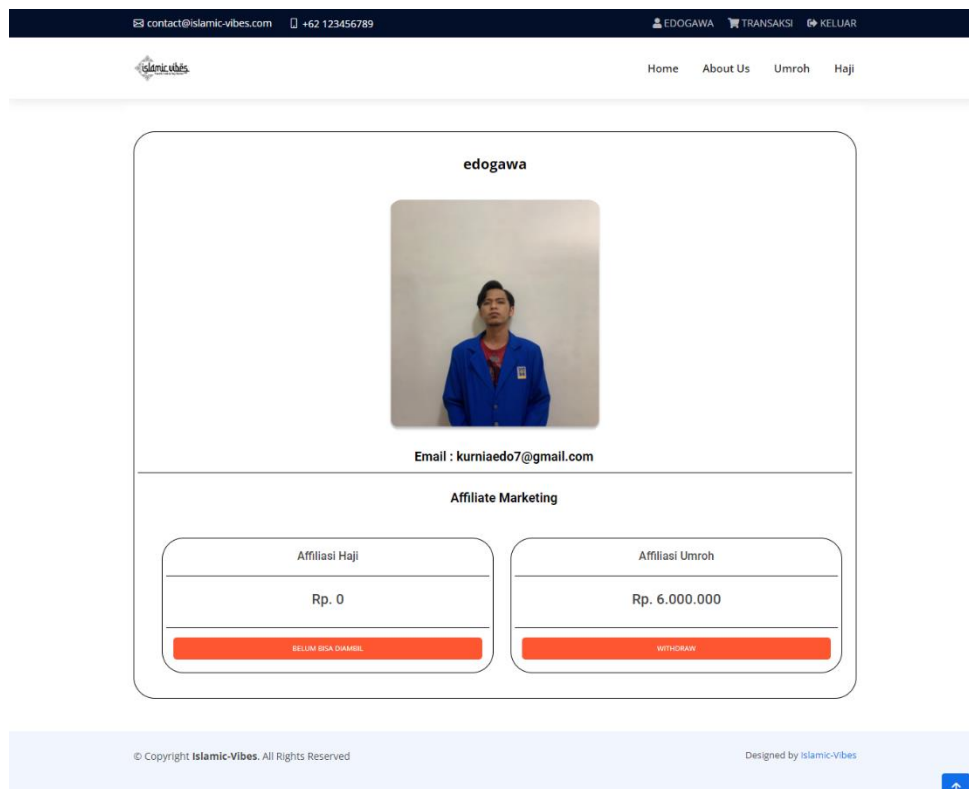 contact@islamic-vibes.com +62 123456789 EDOGAWA TRANSAKSI KELUAR
islamic vibes Home About Us Umroh Haji
edogawa
Email : kurniaedo7@gmail.com
Affiliate Marketing
Affiliasi Haji Affiliasi Umroh
Rp. 0 Rp. 6.000.000
BELUM BISA DIAMBIL WITHDRAW
© Copyright Islamic-Vibes. All Rights Reserved Designed by Islamic-Vibes